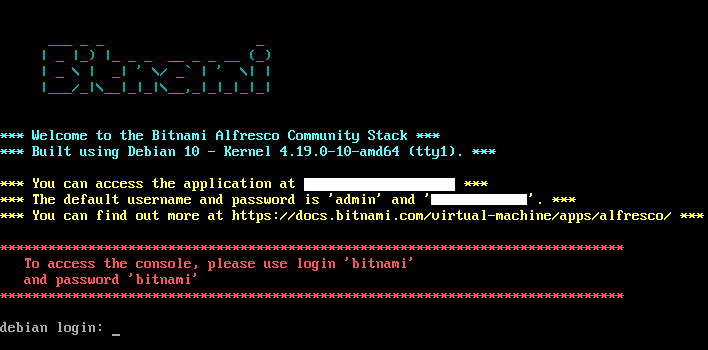 Bitnami
*** Welcome to the Bitnami Alfresco Community Stack ***
*** Built using Debian 10 - Kernel 4.19.0-10-amd64 (tty1). ***
*** You can access the application at ***
*** The default username and password is 'admin' and ' '. ***
*** You can find out more at https://docs.bitnami.com/virtual-machine/apps/alfresco/ ***
******************************************************************************
To access the console, please use login 'bitnami'
and password 'bitnami'
******************************************************************************
debian login: _